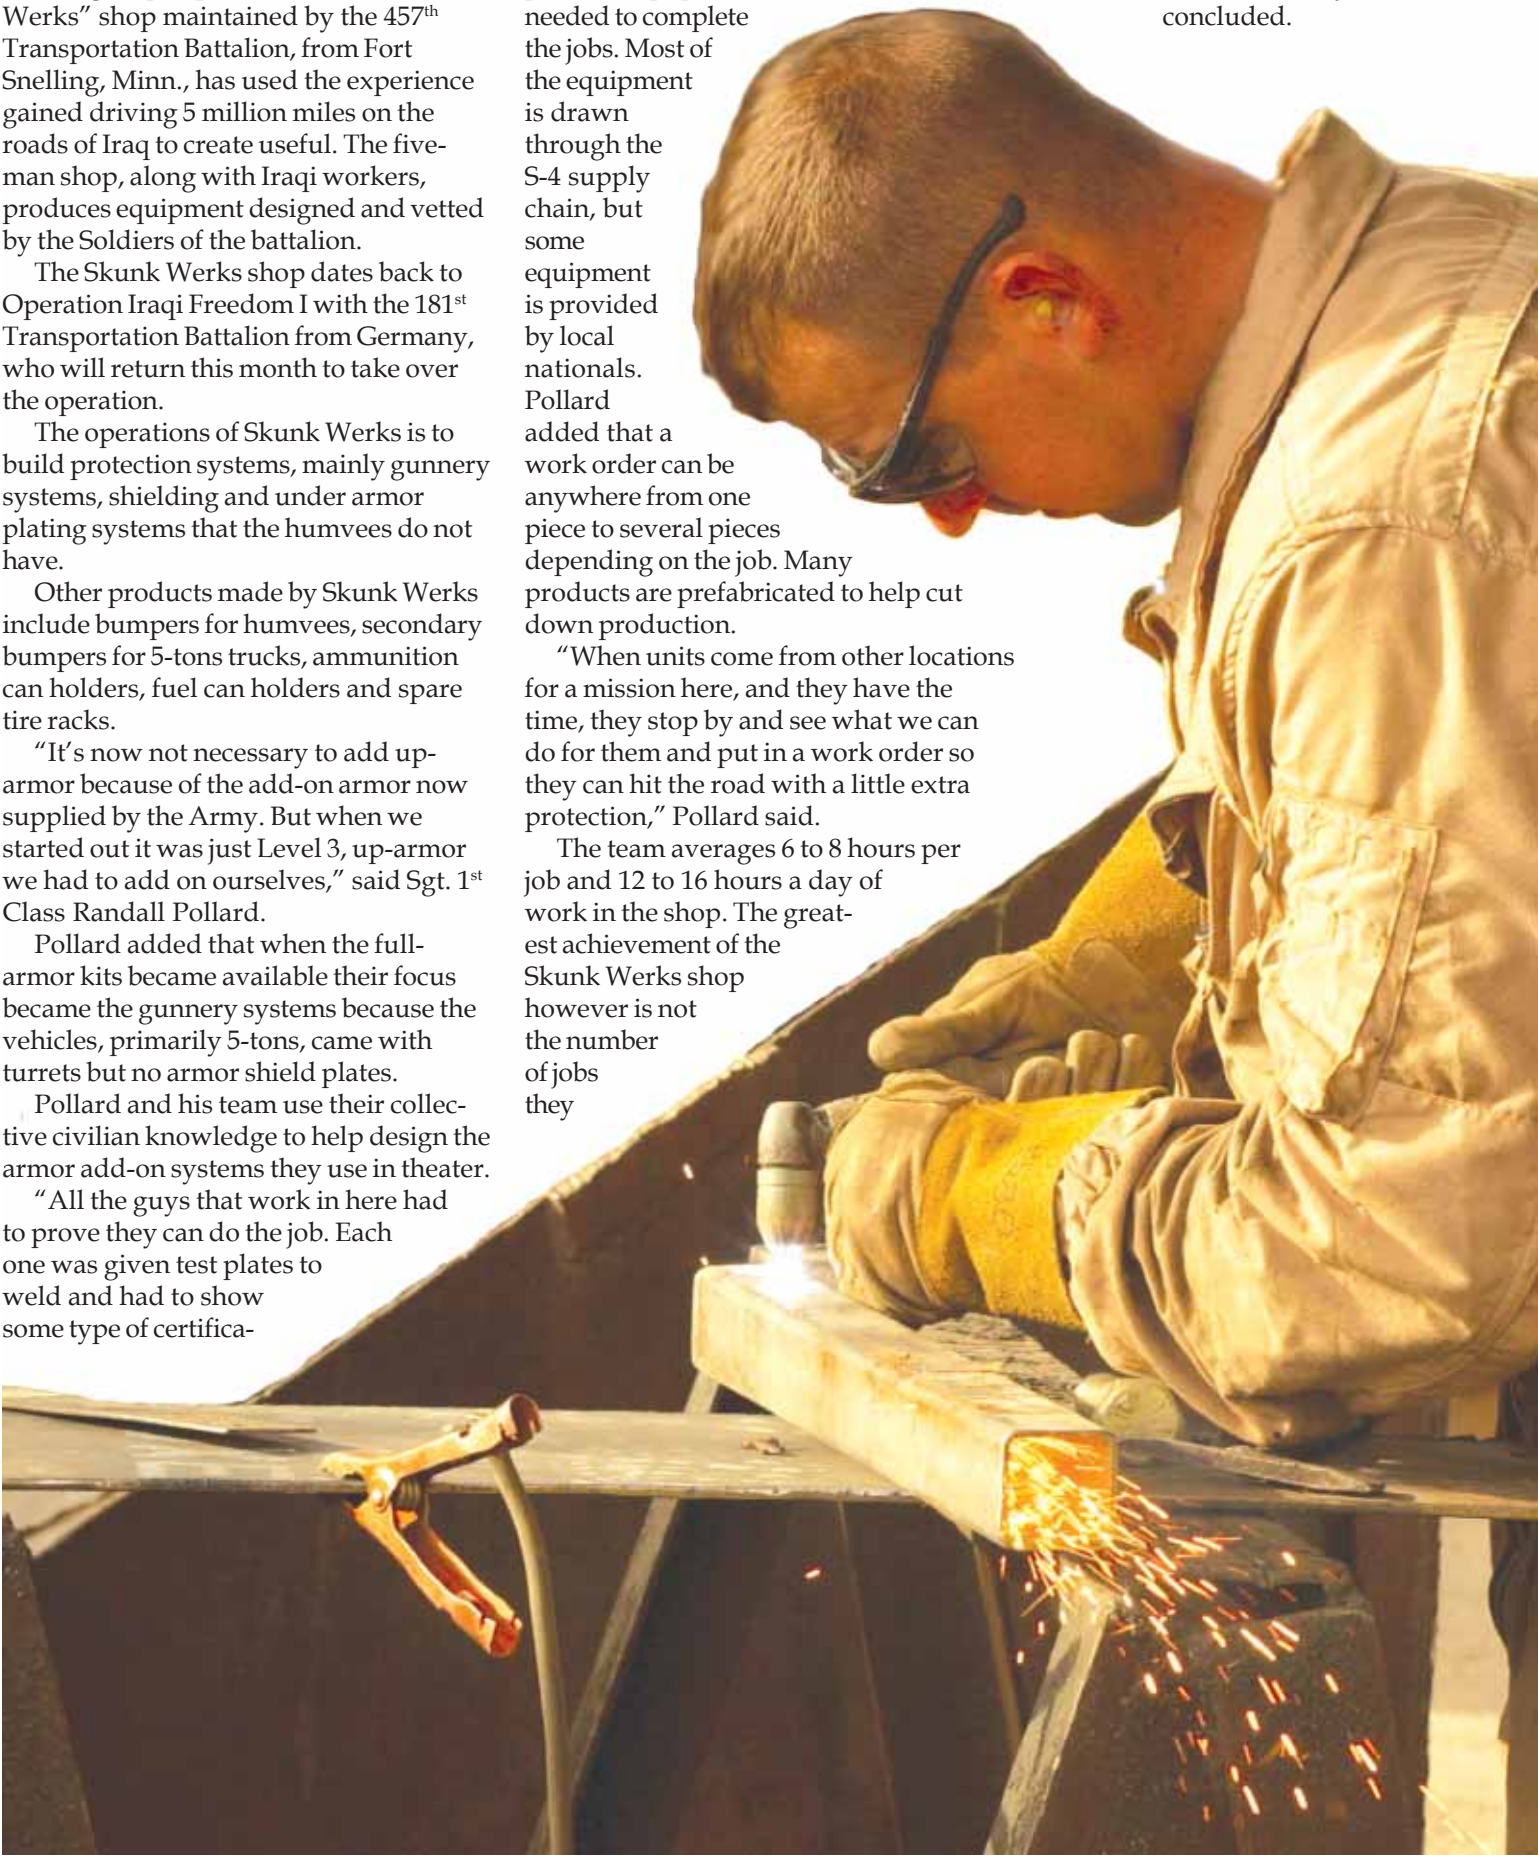 Werks” shop maintained by the 457th
Transportation Battalion, from Fort
Snelling, Minn., has used the experience
gained driving 5 million miles on the
roads of Iraq to create useful. The five-
man shop, along with Iraqi workers,
produces equipment designed and vetted
by the Soldiers of the battalion.
The Skunk Werks shop dates back to
Operation Iraqi Freedom I with the 181st
Transportation Battalion from Germany,
who will return this month to take over
the operation.
The operations of Skunk Werks is to
build protection systems, mainly gunnery
systems, shielding and under armor
plating systems that the humvees do not
have.
Other products made by Skunk Werks
include bumpers for humvees, secondary
bumpers for 5-tons trucks, ammunition
can holders, fuel can holders and spare
tire racks.
“It’s now not necessary to add up-
armor because of the add-on armor now
supplied by the Army. But when we
started out it was just Level 3, up-armor
we had to add on ourselves,” said Sgt. 1st
Class Randall Pollard.
Pollard added that when the full-
armor kits became available their focus
became the gunnery systems because the
vehicles, primarily 5-tons, came with
turrets but no armor shield plates.
Pollard and his team use their collec-
tive civilian knowledge to help design the
armor add-on systems they use in theater.
“All the guys that work in here had
to prove they can do the job. Each
one was given test plates to
weld and had to show
some type of certifica-
needed to complete
the jobs. Most of
the equipment
is drawn
through the
S-4 supply
chain, but
some
equipment
is provided
by local
nationals.
Pollard
added that a
work order can be
anywhere from one
piece to several pieces
depending on the job. Many
products are prefabricated to help cut
down production.
“When units come from other locations
for a mission here, and they have the
time, they stop by and see what we can
do for them and put in a work order so
they can hit the road with a little extra
protection,” Pollard said.
The team averages 6 to 8 hours per
job and 12 to 16 hours a day of
work in the shop. The great-
est achievement of the
Skunk Werks shop
however is not
the number
of jobs
they
concluded.